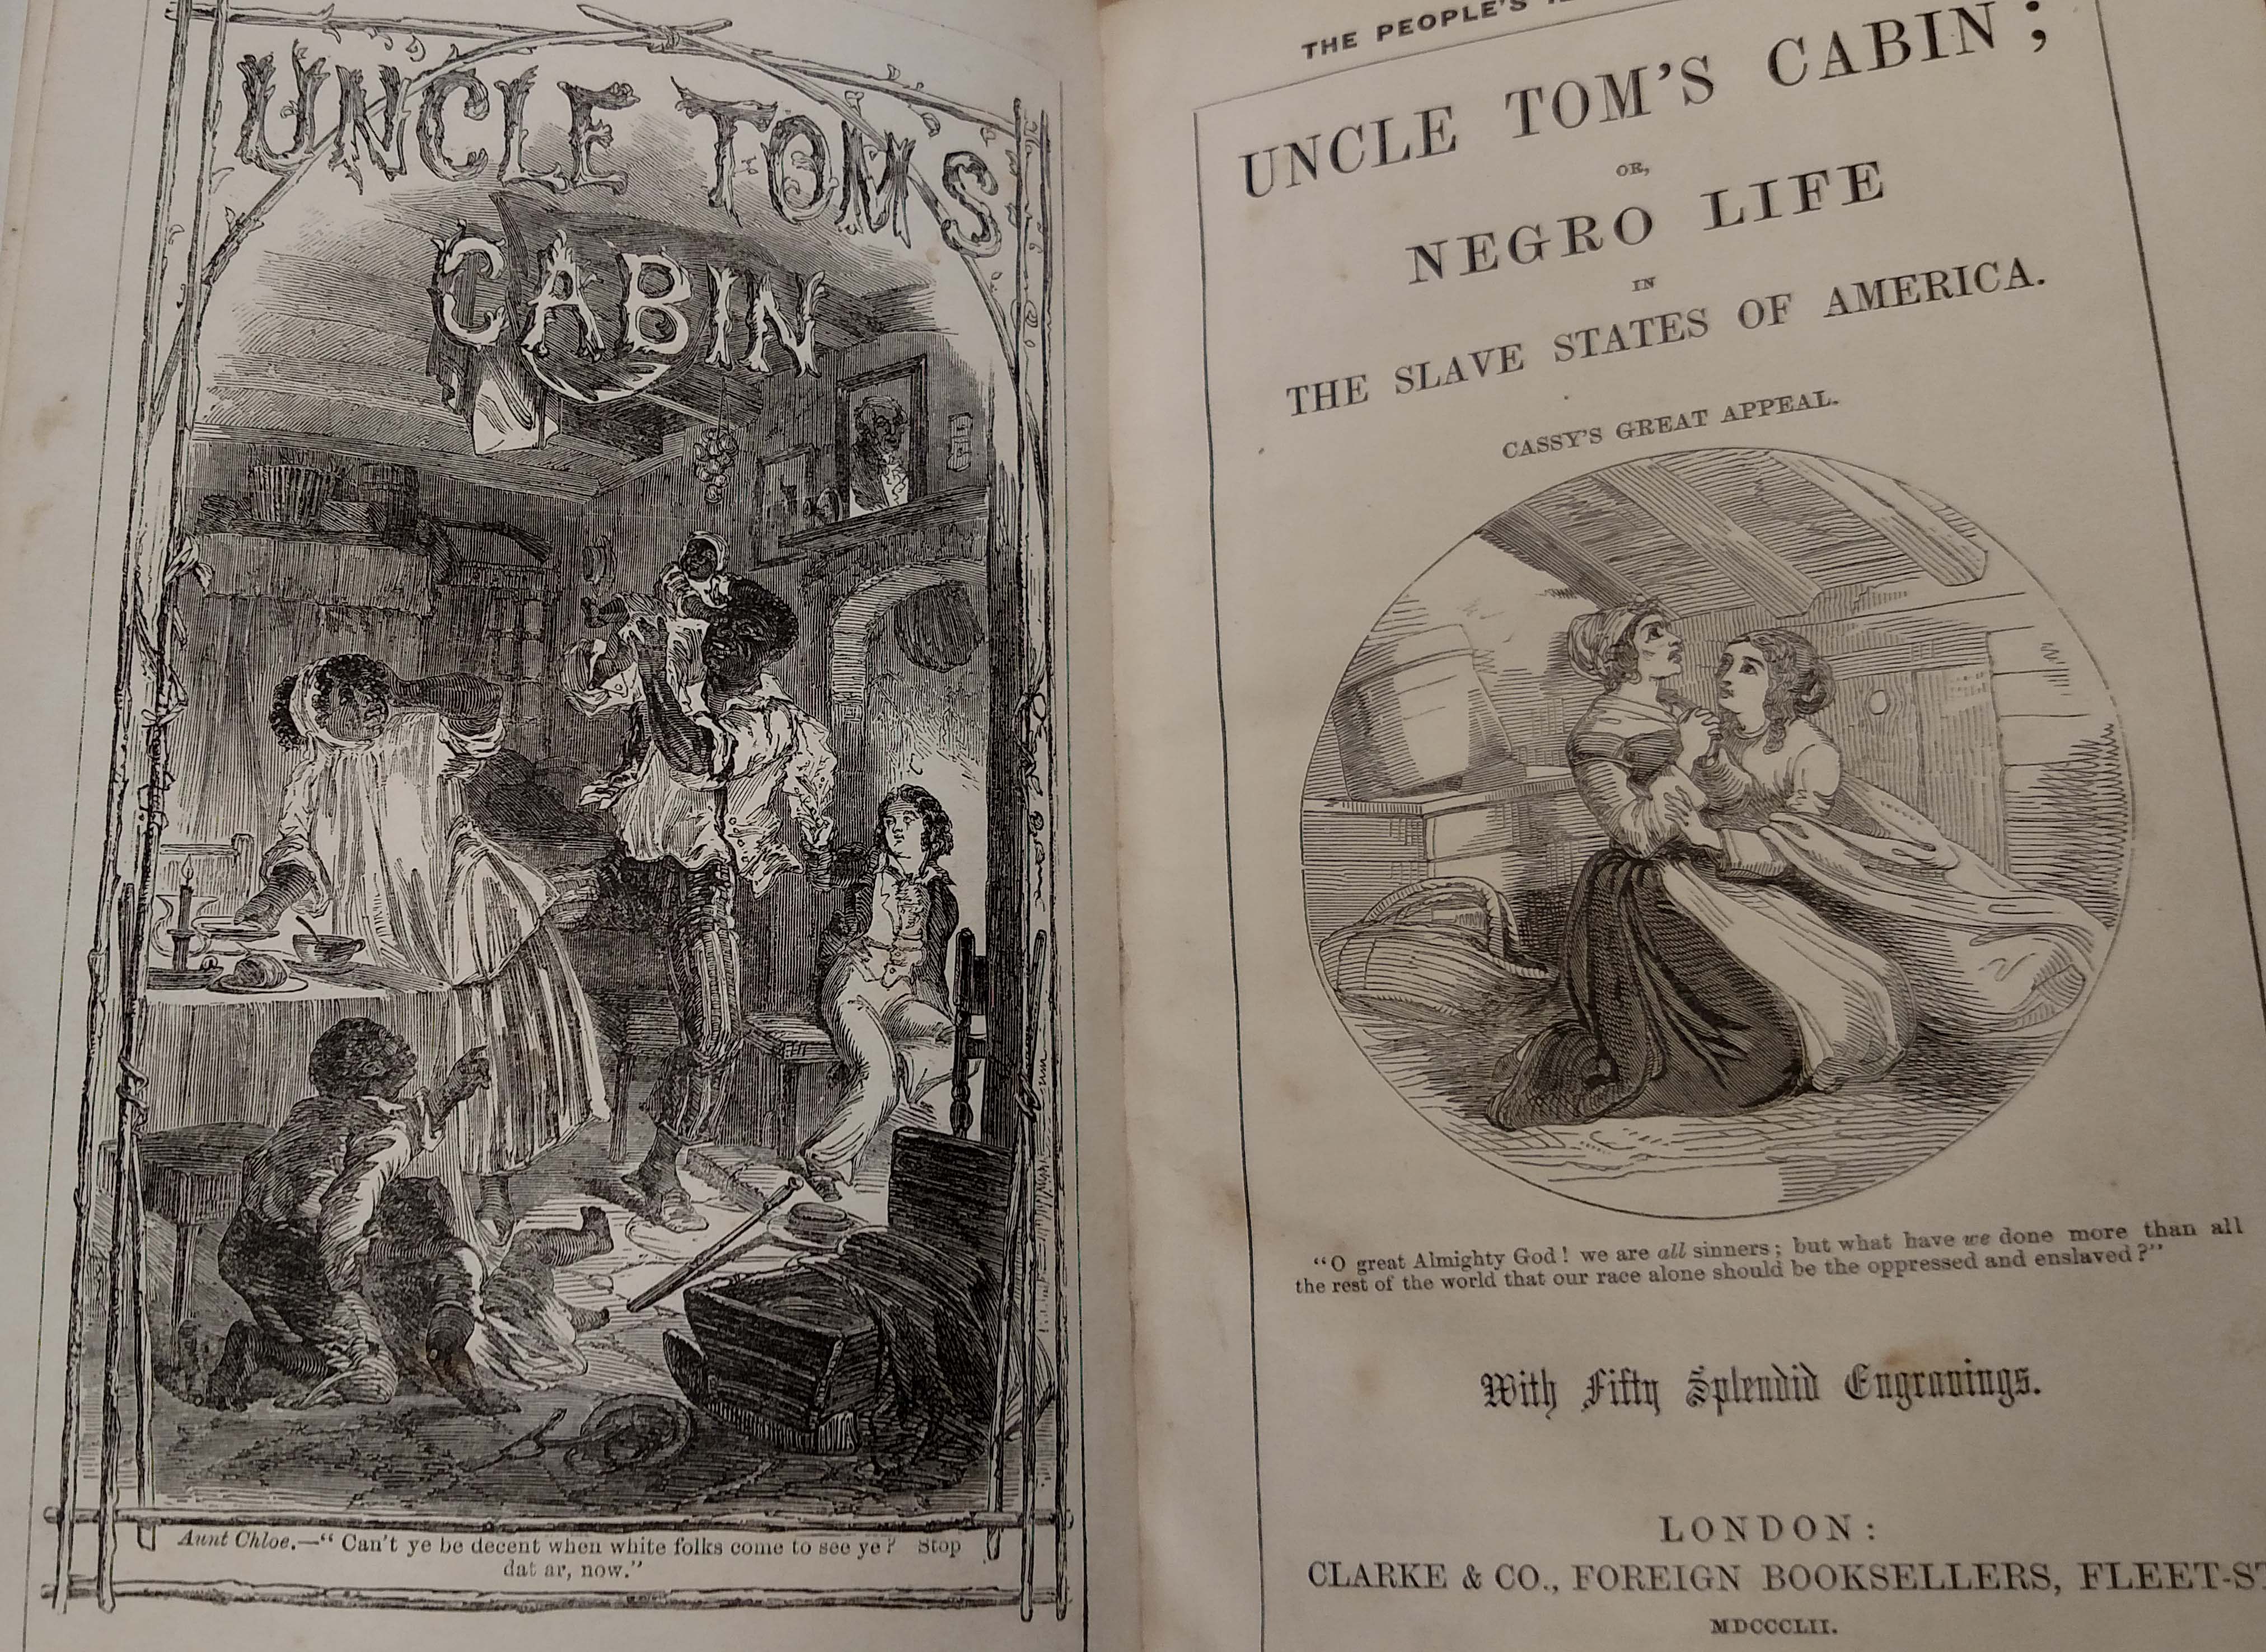 UNCLE TOM'S
CABIN
Aunt Chloe.—“ Can't ye be decent when white folks come to see ye? Stop
dat ar, now.”
THE PEOPLE'S
UNCLE TOM'S CABIN;
OR,
NEGRO LIFE
IN
THE SLAVE STATES OF AMERICA.
CASSY'S GREAT APPEAL.
“O great Almighty God! we are all sinners; but what have we done more than all
the rest of the world that our race alone should be the oppressed and enslaved?”
With Fifty Splendid Engravings.
LONDON:
CLARKE & CO., FOREIGN BOOKSELLERS, FLEET-ST
MDCCCLII.